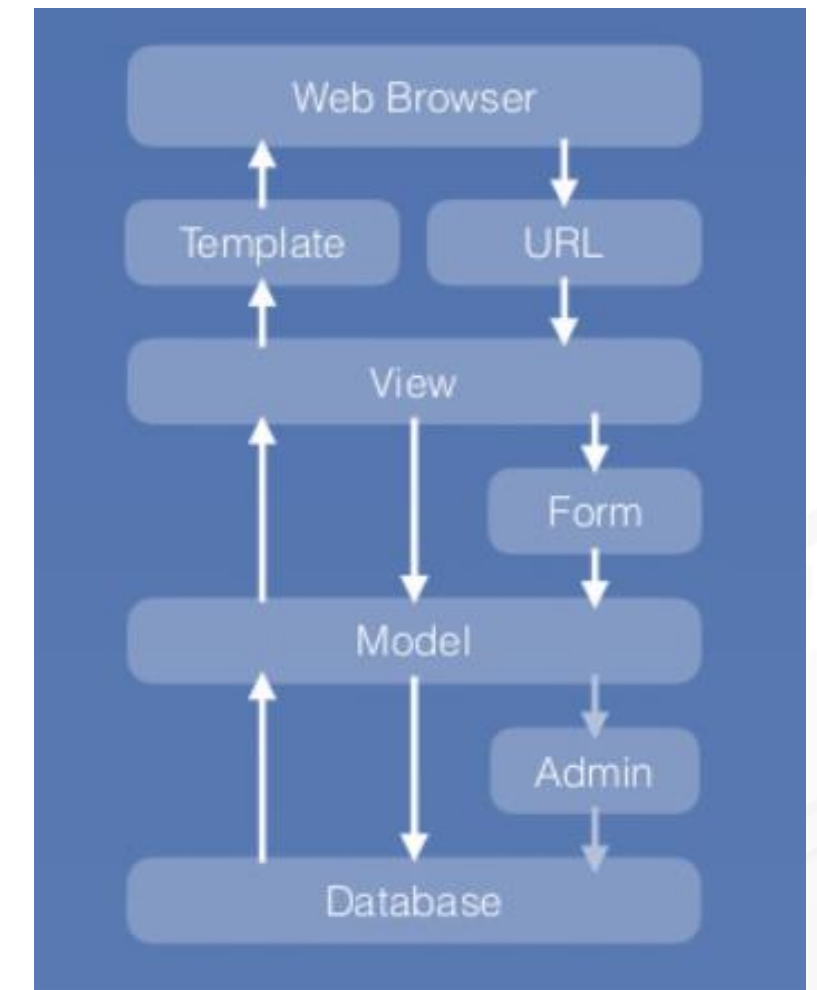 Web Browser
Template
URL
View
Form
Model
Admin
Database